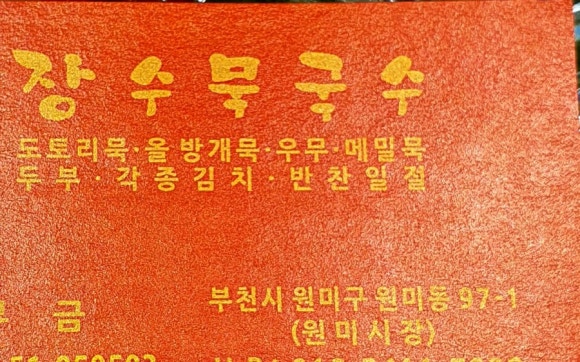 장수묵국수
도토리묵·올방개묵·우무·메밀묵
두부·각종김치·반찬일절
금
부천시 원미구 원미동 97-1
(원미시장)